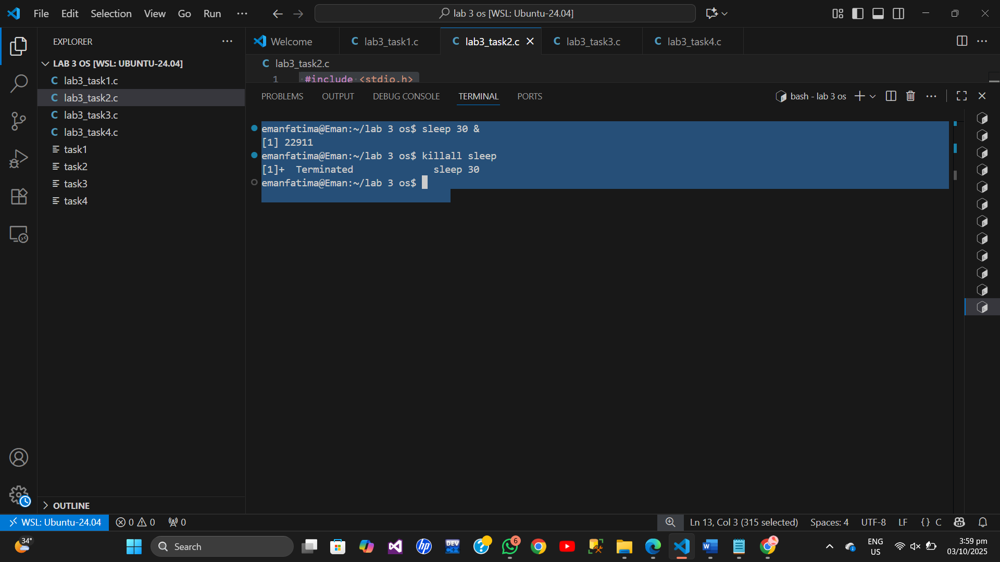 File Edit Selection View Go Run ···
lab 3 os [WSL: Ubuntu-24.04]
EXPLORER
LAB 3 OS [WSL: UBUNTU-24.04]
C lab3_task1.c
C lab3_task2.c
C lab3_task3.c
C lab3_task4.c
task1
task2
task3
task4
OUTLINE
Welcome
C lab3_task1.c
C lab3_task2.c
C lab3_task3.c
C lab3_task4.c
C lab3_task2.c
1 #include <stdio.h>
PROBLEMS OUTPUT DEBUG CONSOLE TERMINAL PORTS
bash - lab 3 os
emanfatima@Eman:~/lab 3 os$ sleep 30 &
[1] 22911
emanfatima@Eman:~/lab 3 os$ killall sleep
[1]+  Terminated              sleep 30
emanfatima@Eman:~/lab 3 os$
WSL: Ubuntu-24.04 0 0 0
Ln 13, Col 3 (315 selected) Spaces: 4 UTF-8 LF {} C
34°
Search
DEV C++
6
ENG
US
3:59 pm
03/10/2025